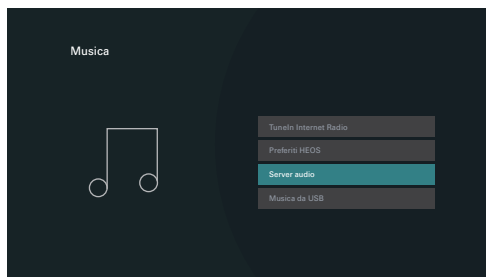 Musica
TuneIn Internet Radio
Preferiti HEOS
Server audio
Musica da USB